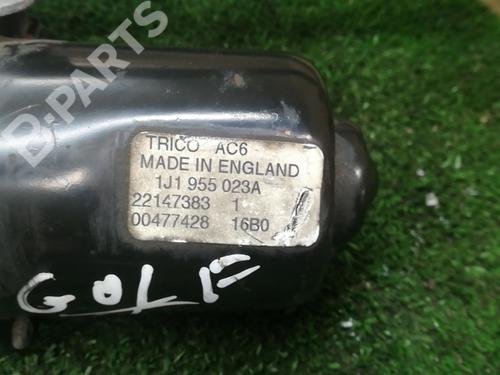 B-PARTS
TRICO AC6
MADE IN ENGLAND
1J1 955 023A
22147383 1
00477428 16B0
GOLF